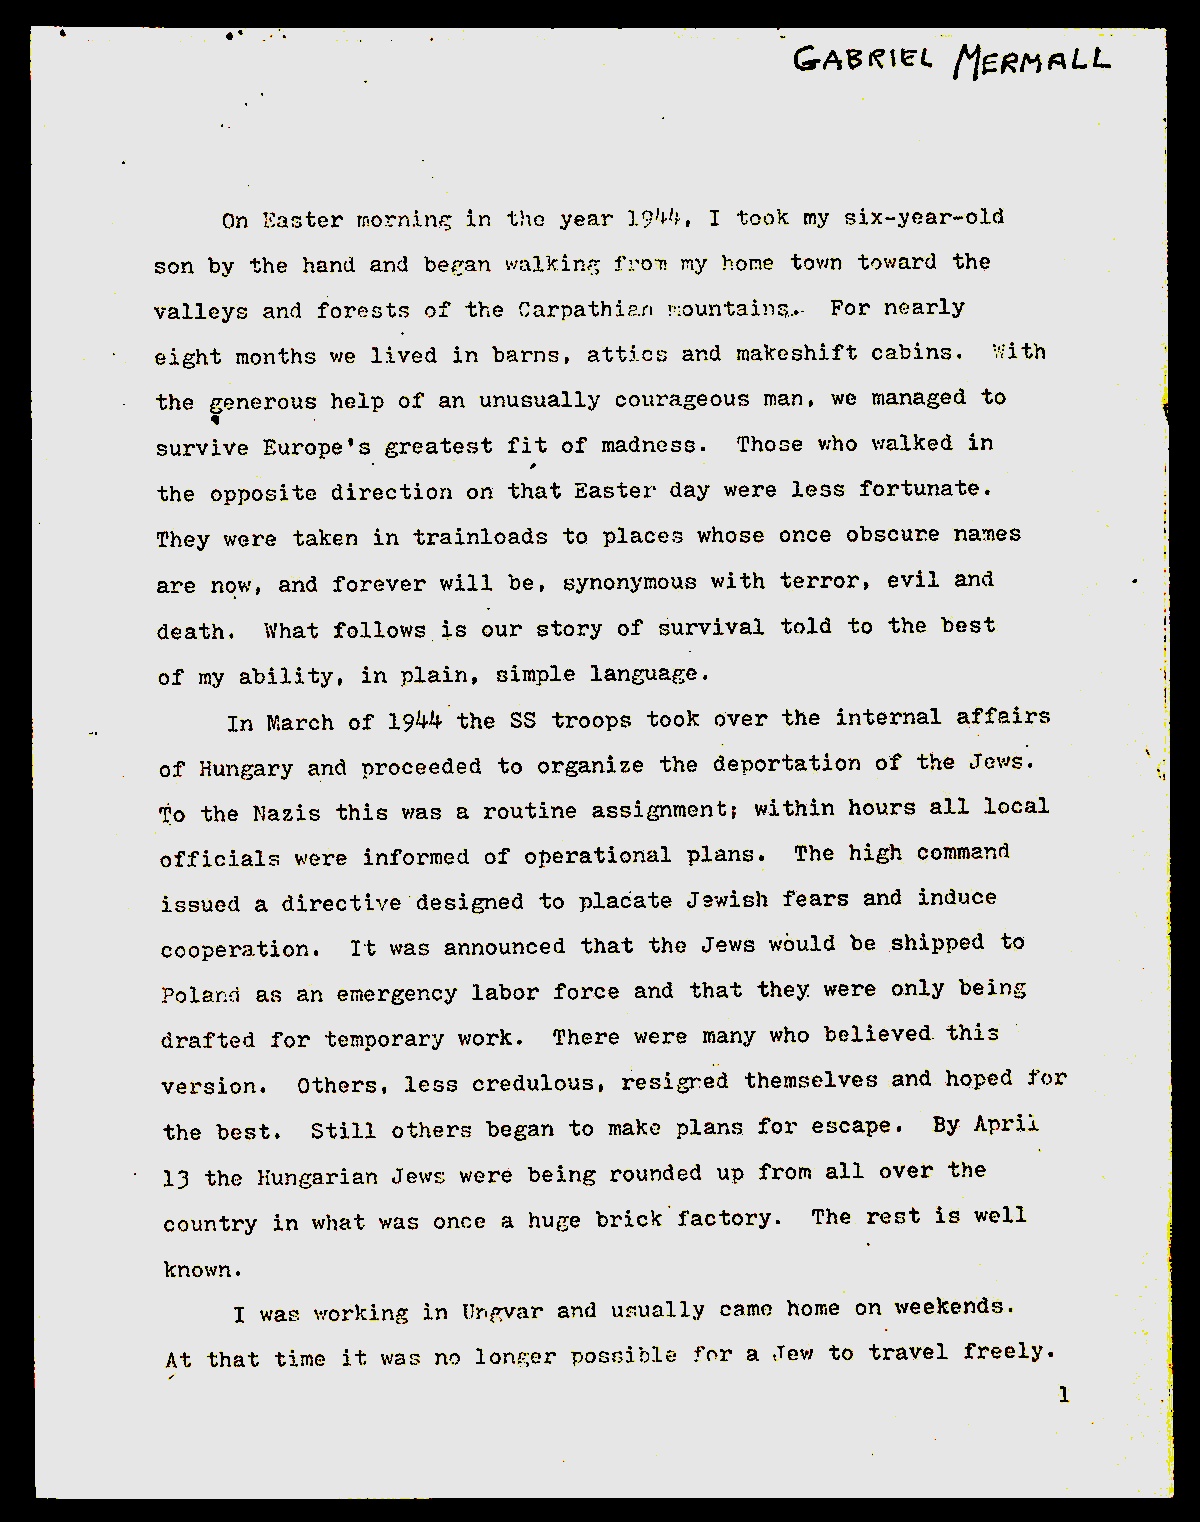 GABRIEL MERMALL
On Easter morning in the year 1944, I took my six-year-old
son by the hand and began walking from my home town toward the
valleys and forests of the Carpathian mountains. For nearly
eight months we lived in barns, attics and makeshift cabins. With
the generous help of an unusually courageous man, we managed to
survive Europe's greatest fit of madness. Those who walked in
the opposite direction on that Easter day were less fortunate.
They were taken in trainloads to places whose once obscure names
are now, and forever will be, synonymous with terror, evil and
death. What follows is our story of survival told to the best
of my ability, in plain, simple language.
In March of 1944 the SS troops took over the internal affairs
of Hungary and proceeded to organize the deportation of the Jews.
To the Nazis this was a routine assignment; within hours all local
officials were informed of operational plans. The high command
issued a directive designed to placate Jewish fears and induce
cooperation. It was announced that the Jews would be shipped to
Poland as an emergency labor force and that they were only being
drafted for temporary work. There were many who believed this
version. Others, less credulous, resigned themselves and hoped for
the best. Still others began to make plans for escape. By April
13 the Hungarian Jews were being rounded up from all over the
country in what was once a huge brick factory. The rest is well
known.
I was working in Ungvar and usually came home on weekends.
At that time it was no longer possible for a Jew to travel freely.
1